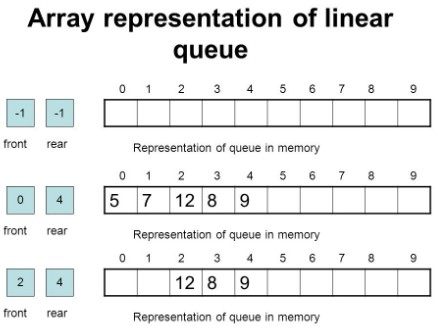 Array representation of linear
queue
0 1 2 3 4 5 6 7 8 9
-1 -1
front rear Representation of queue in memory
0 1 2 3 4 5 6 7 8 9
0 4 5 7 12 8 9
front rear Representation of queue in memory
0 1 2 3 4 5 6 7 8 9
2 4 12 8 9
front rear Representation of queue in memory